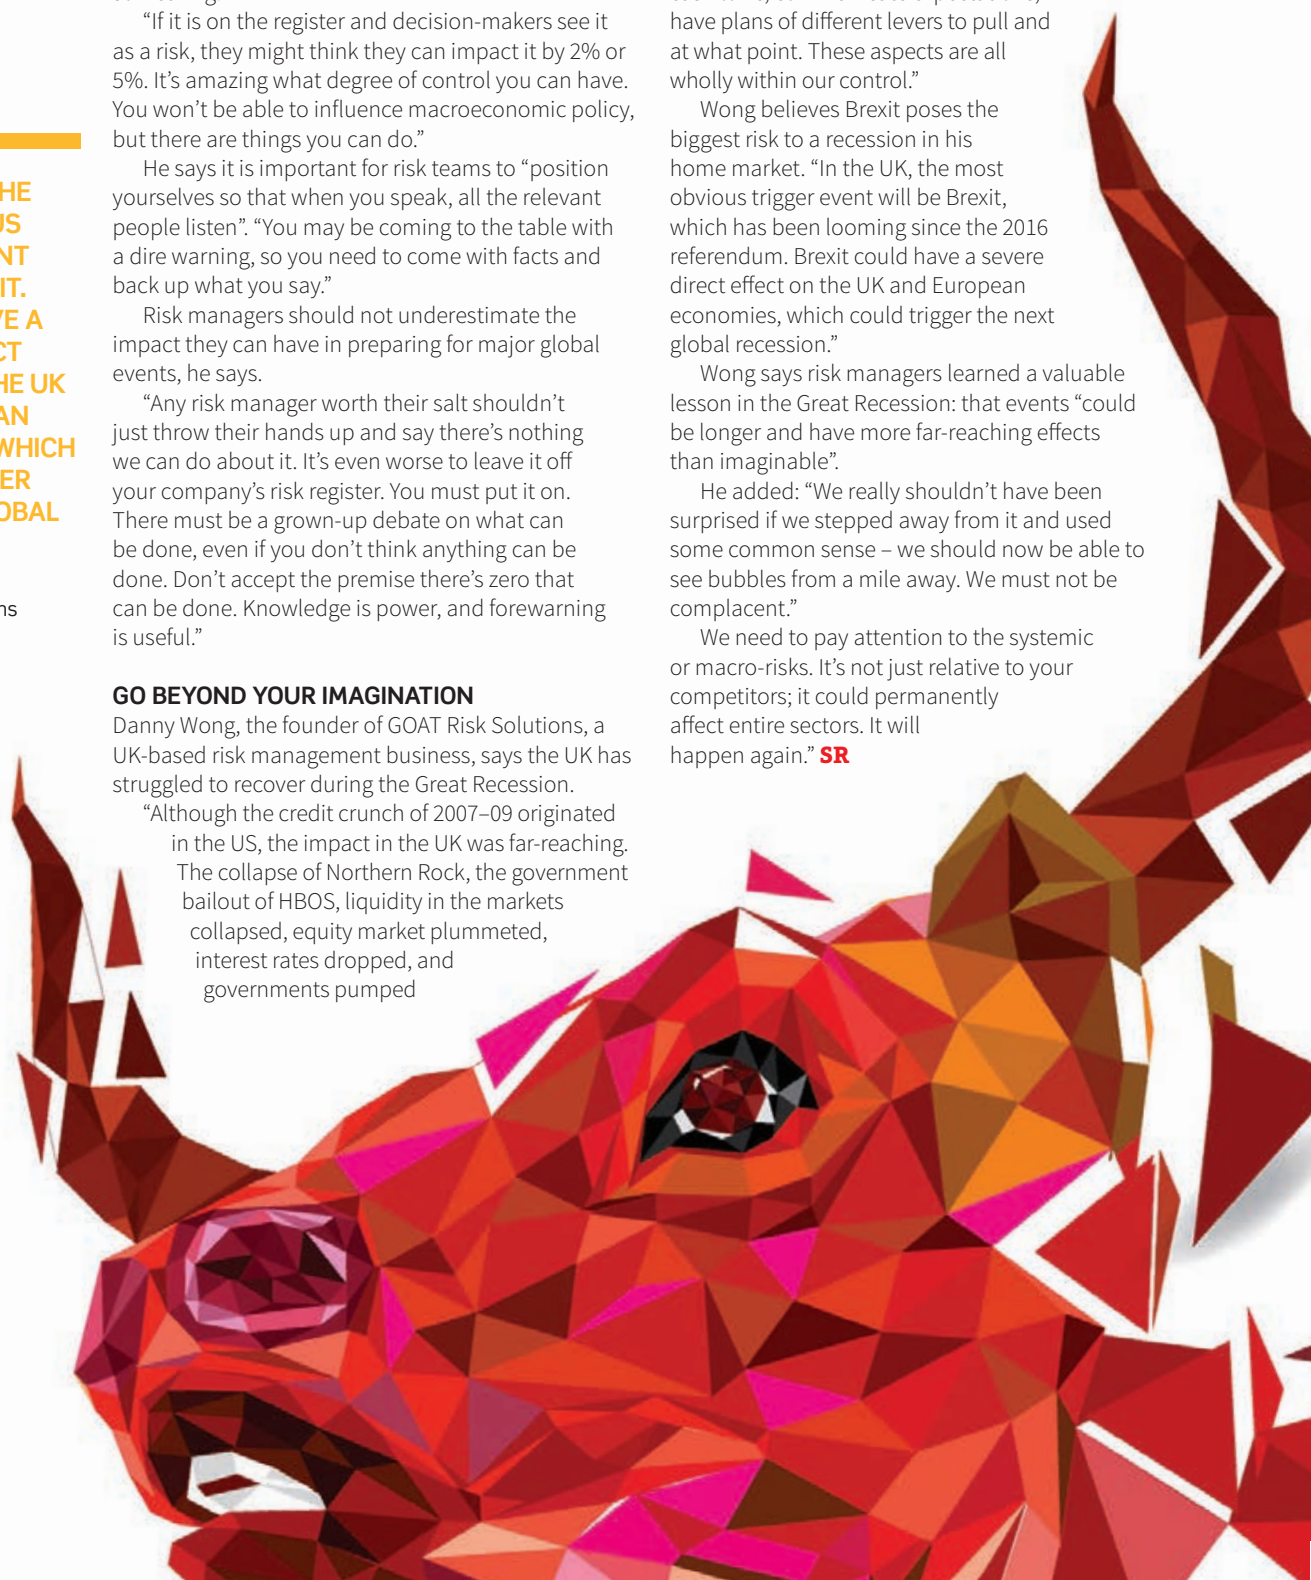 HE
US
NT
IT.
VE A
CT
HE UK
AN
WHICH
ER
OBAL
ns
“If it is on the register and decision-makers see it
as a risk, they might think they can impact it by 2% or
5%. It’s amazing what degree of control you can have.
You won’t be able to influence macroeconomic policy,
but there are things you can do.”
He says it is important for risk teams to “position
yourselves so that when you speak, all the relevant
people listen”. “You may be coming to the table with
a dire warning, so you need to come with facts and
back up what you say.”
Risk managers should not underestimate the
impact they can have in preparing for major global
events, he says.
“Any risk manager worth their salt shouldn’t
just throw their hands up and say there’s nothing
we can do about it. It’s even worse to leave it off
your company’s risk register. You must put it on.
There must be a grown-up debate on what can
be done, even if you don’t think anything can be
done. Don’t accept the premise there’s zero that
can be done. Knowledge is power, and forewarning
is useful.”
GO BEYOND YOUR IMAGINATION
Danny Wong, the founder of GOAT Risk Solutions, a
UK-based risk management business, says the UK has
struggled to recover during the Great Recession.
“Although the credit crunch of 2007–09 originated
in the US, the impact in the UK was far-reaching.
The collapse of Northern Rock, the government
bailout of HBOS, liquidity in the markets
collapsed, equity market plummeted,
interest rates dropped, and
governments pumped
have plans of different levers to pull and
at what point. These aspects are all
wholly within our control.”
Wong believes Brexit poses the
biggest risk to a recession in his
home market. “In the UK, the most
obvious trigger event will be Brexit,
which has been looming since the 2016
referendum. Brexit could have a severe
direct effect on the UK and European
economies, which could trigger the next
global recession.”
Wong says risk managers learned a valuable
lesson in the Great Recession: that events “could
be longer and have more far-reaching effects
than imaginable”.
He added: “We really shouldn’t have been
surprised if we stepped away from it and used
some common sense – we should now be able to
see bubbles from a mile away. We must not be
complacent.”
We need to pay attention to the systemic
or macro-risks. It’s not just relative to your
competitors; it could permanently
affect entire sectors. It will
happen again.” SR